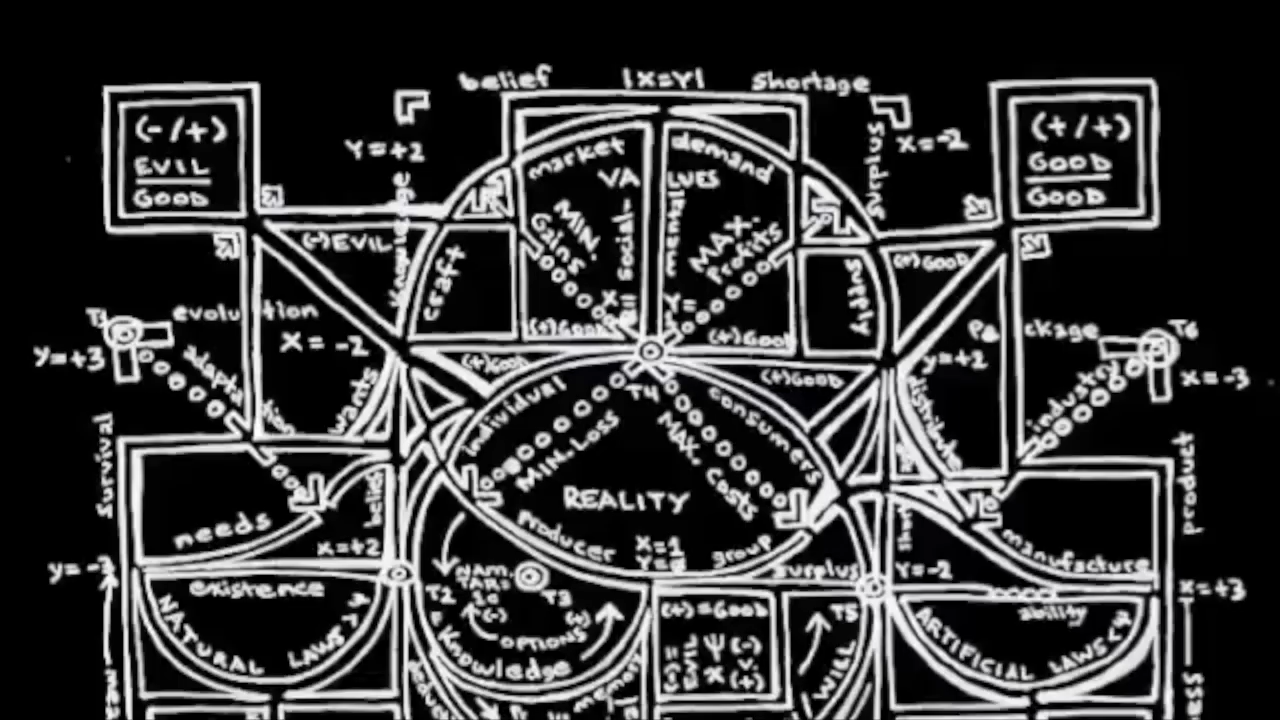 belief
|X=Y|
Shortage
(-/+)
EVIL
GOOD
Y=+2
Knowledge
market
demand
VALUES
surplus
X=-2
(+/+)
GOOD
GOOD
(-)EVIL
craft
MIN.
Gains
social-
mental
MAX.
Profits
supply
(+)GOOD
X=
Y=
(+)GOOD
(+)GOOD
T1
evolution
X=-2
Y=+3
adaptation
wants
(+)GOOD
(+)GOOD
Package
T6
Y=+2
X=-3
industry
distribute
individual
T4
consumers
MIN. LOSS
MAX. Costs
REALITY
Survival
product
needs
belief
X=+2
producer
X=1
group
manufacture
existence
T2
T3
surplus
Y=-2
X=+3
T5
ability
NATURAL LAWS>4
(-)
(+)
OPTIONS
Knowledge
(+)=GOOD
(-)=EVIL
Ψ(-)
V.
X(+)
WILL
ARTIFICIAL LAWS<4